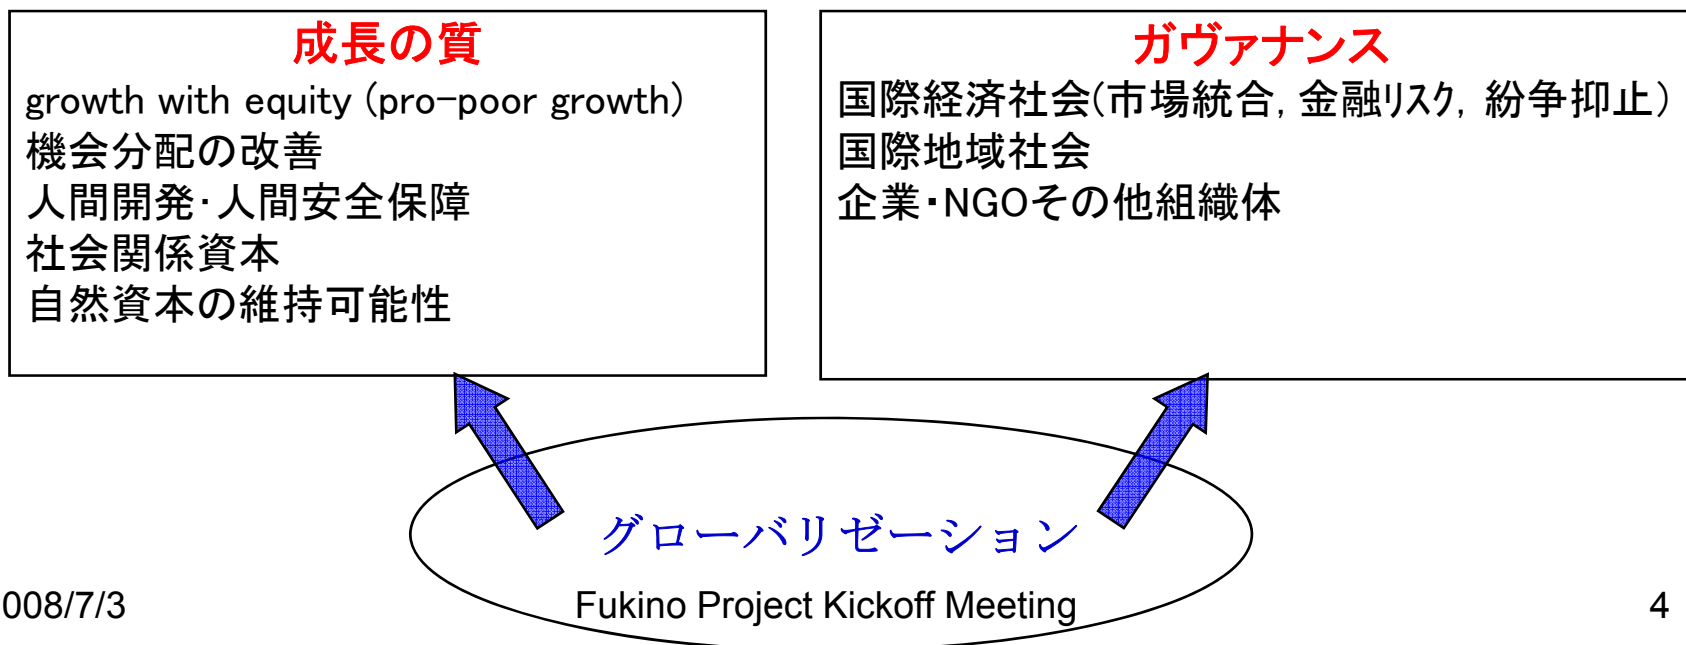 成長の質
growth with equity (pro-poor growth)
機会分配の改善
人間開発・人間安全保障
社会関係資本
自然資本の維持可能性
ガヴァナンス
国際経済社会(市場統合, 金融ﾘｽｸ, 紛争抑止)
国際地域社会
企業・NGOその他組織体
グローバリゼーション
008/7/3
Fukino Project Kickoff Meeting
4